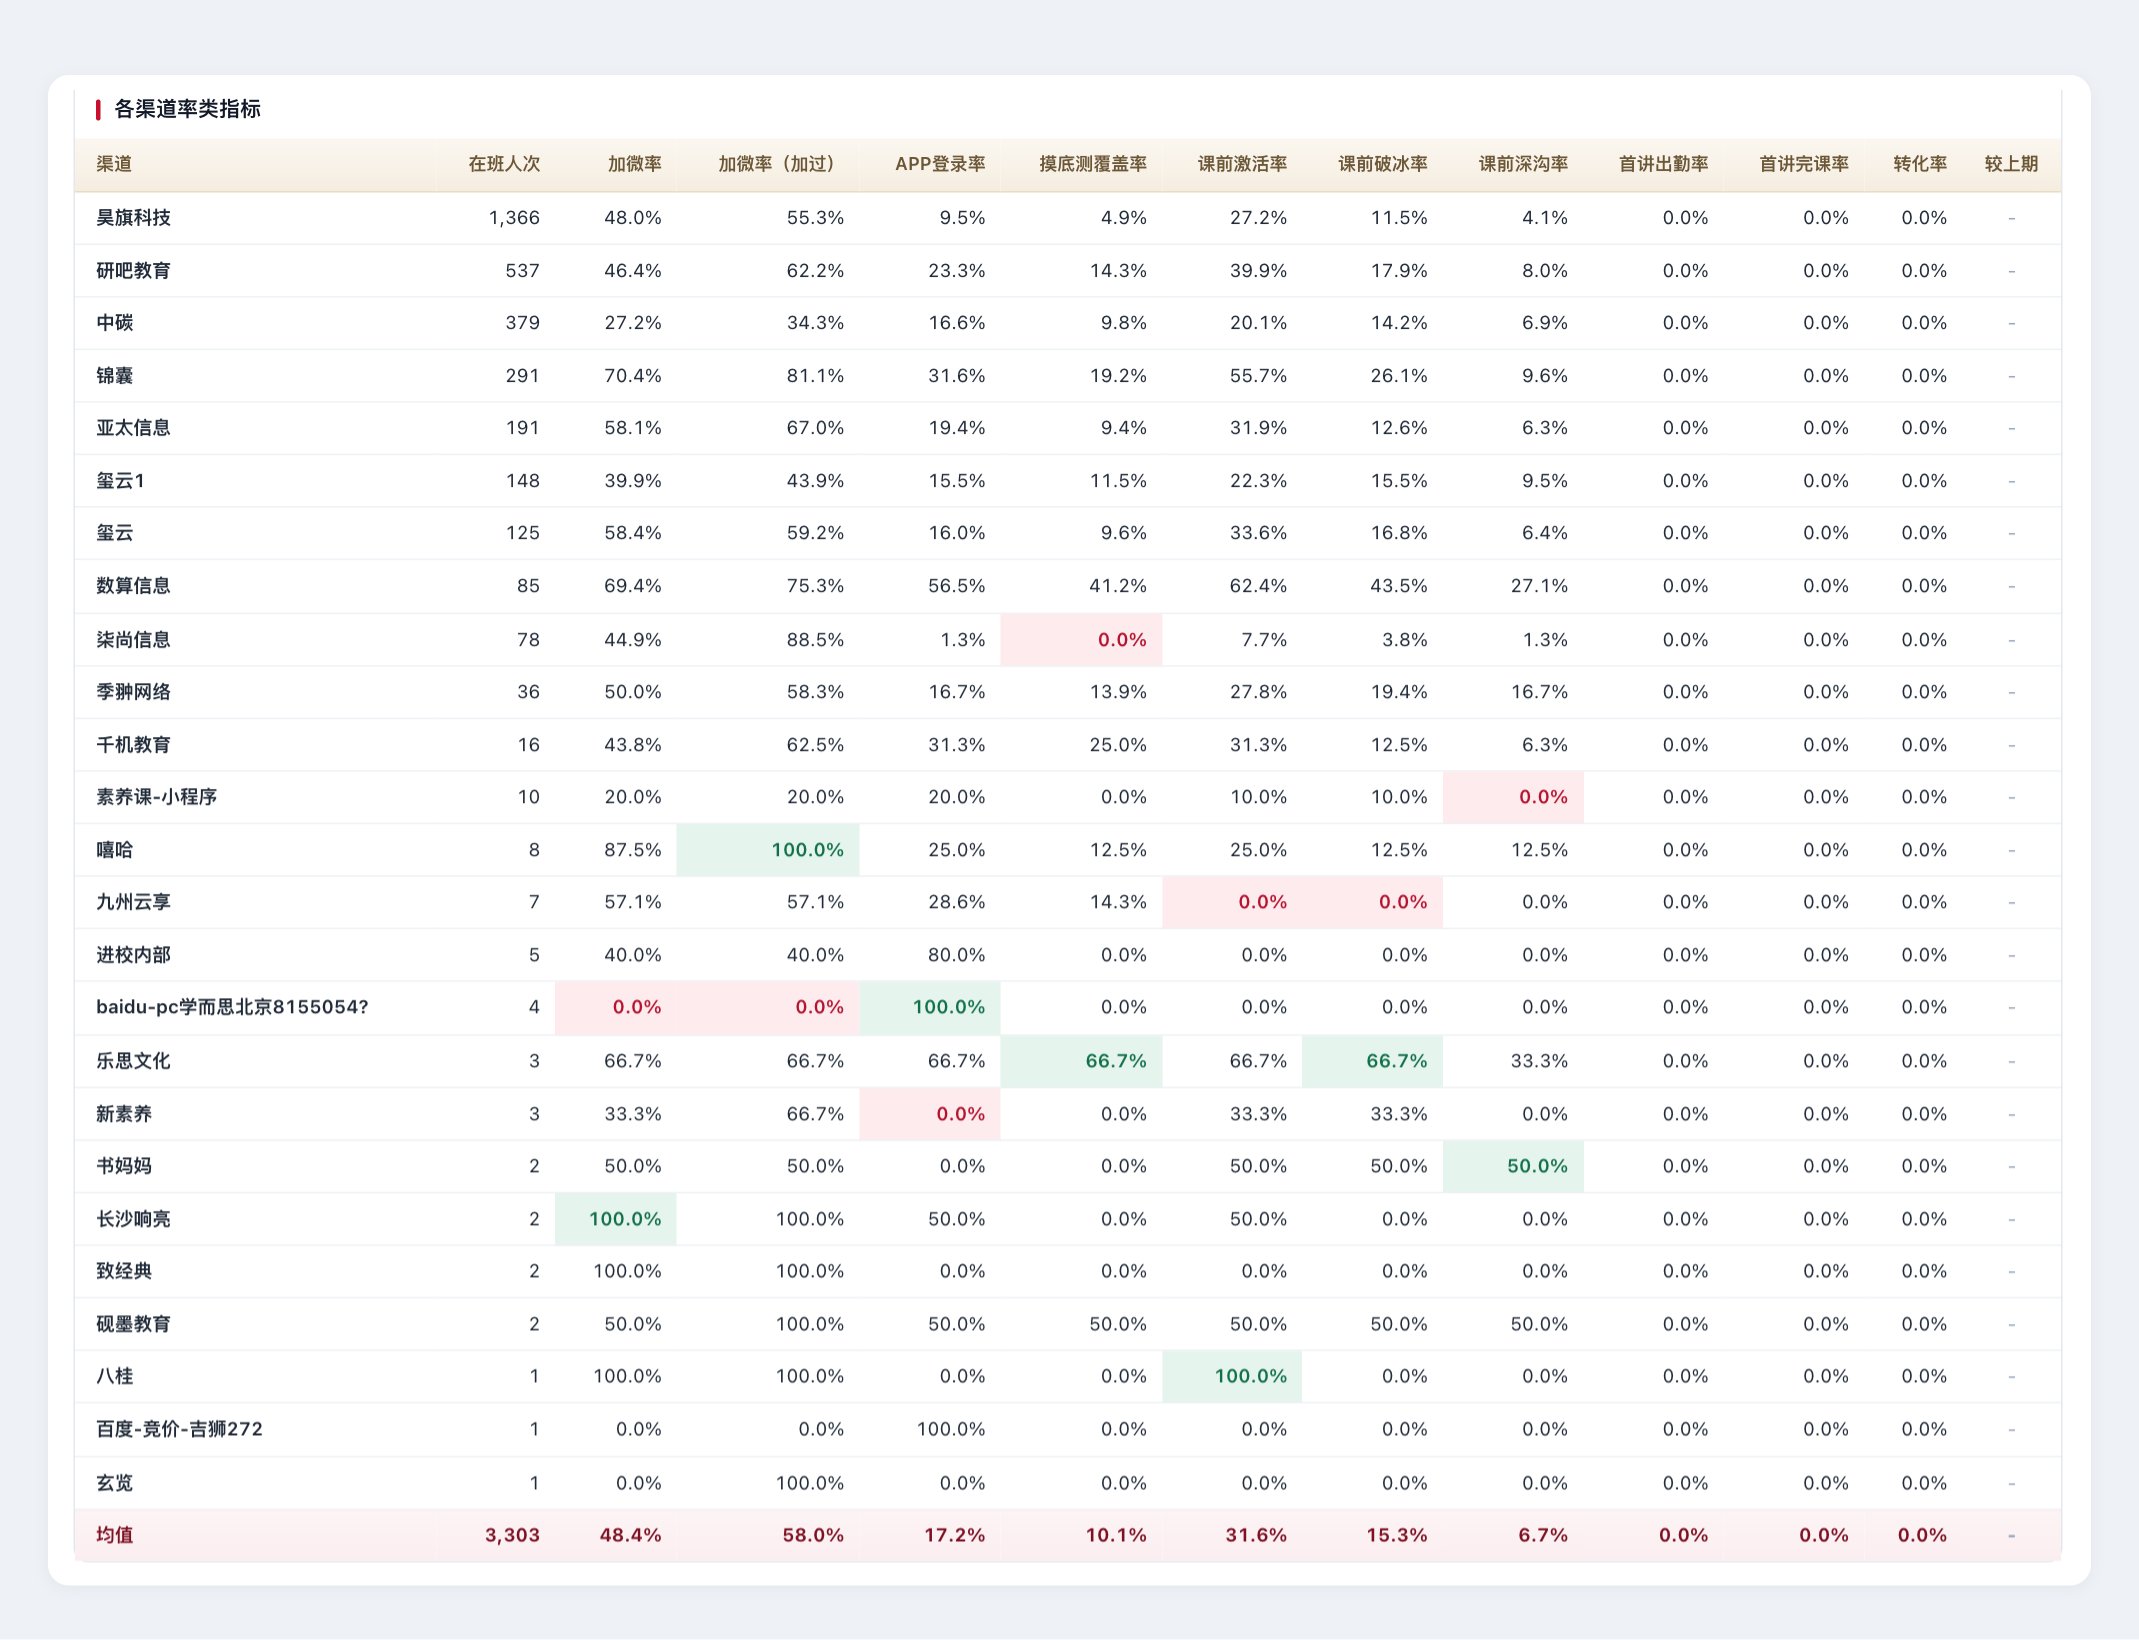 各渠道率类指标
渠道 在班人次 加微率 加微率（加过） APP登录率 摸底测覆盖率 课前激活率 课前破冰率 课前深沟率 首讲出勤率 首讲完课率 转化率 较上期
昊旗科技 1,366 48.0% 55.3% 9.5% 4.9% 27.2% 11.5% 4.1% 0.0% 0.0% 0.0% -
研吧教育 537 46.4% 62.2% 23.3% 14.3% 39.9% 17.9% 8.0% 0.0% 0.0% 0.0% -
中碳 379 27.2% 34.3% 16.6% 9.8% 20.1% 14.2% 6.9% 0.0% 0.0% 0.0% -
锦囊 291 70.4% 81.1% 31.6% 19.2% 55.7% 26.1% 9.6% 0.0% 0.0% 0.0% -
亚太信息 191 58.1% 67.0% 19.4% 9.4% 31.9% 12.6% 6.3% 0.0% 0.0% 0.0% -
玺云1 148 39.9% 43.9% 15.5% 11.5% 22.3% 15.5% 9.5% 0.0% 0.0% 0.0% -
玺云 125 58.4% 59.2% 16.0% 9.6% 33.6% 16.8% 6.4% 0.0% 0.0% 0.0% -
数算信息 85 69.4% 75.3% 56.5% 41.2% 62.4% 43.5% 27.1% 0.0% 0.0% 0.0% -
柒尚信息 78 44.9% 88.5% 1.3% 0.0% 7.7% 3.8% 1.3% 0.0% 0.0% 0.0% -
季翀网络 36 50.0% 58.3% 16.7% 13.9% 27.8% 19.4% 16.7% 0.0% 0.0% 0.0% -
千机教育 16 43.8% 62.5% 31.3% 25.0% 31.3% 12.5% 6.3% 0.0% 0.0% 0.0% -
素养课-小程序 10 20.0% 20.0% 20.0% 0.0% 10.0% 10.0% 0.0% 0.0% 0.0% 0.0% -
嘻哈 8 87.5% 100.0% 25.0% 12.5% 25.0% 12.5% 12.5% 0.0% 0.0% 0.0% -
九州云享 7 57.1% 57.1% 28.6% 14.3% 0.0% 0.0% 0.0% 0.0% 0.0% 0.0% -
进校内部 5 40.0% 40.0% 80.0% 0.0% 0.0% 0.0% 0.0% 0.0% 0.0% 0.0% -
baidu-pc学而思北京8155054? 4 0.0% 0.0% 100.0% 0.0% 0.0% 0.0% 0.0% 0.0% 0.0% 0.0% -
乐思文化 3 66.7% 66.7% 66.7% 66.7% 66.7% 66.7% 33.3% 0.0% 0.0% 0.0% -
新素养 3 33.3% 66.7% 0.0% 0.0% 33.3% 33.3% 0.0% 0.0% 0.0% 0.0% -
书妈妈 2 50.0% 50.0% 0.0% 0.0% 50.0% 50.0% 50.0% 0.0% 0.0% 0.0% -
长沙响亮 2 100.0% 100.0% 50.0% 0.0% 50.0% 0.0% 0.0% 0.0% 0.0% 0.0% -
致经典 2 100.0% 100.0% 0.0% 0.0% 0.0% 0.0% 0.0% 0.0% 0.0% 0.0% -
砚墨教育 2 50.0% 100.0% 50.0% 50.0% 50.0% 50.0% 50.0% 0.0% 0.0% 0.0% -
八桂 1 100.0% 100.0% 0.0% 0.0% 100.0% 0.0% 0.0% 0.0% 0.0% 0.0% -
百度-竞价-吉狮272 1 0.0% 0.0% 100.0% 0.0% 0.0% 0.0% 0.0% 0.0% 0.0% 0.0% -
玄览 1 0.0% 100.0% 0.0% 0.0% 0.0% 0.0% 0.0% 0.0% 0.0% 0.0% -
均值 3,303 48.4% 58.0% 17.2% 10.1% 31.6% 15.3% 6.7% 0.0% 0.0% 0.0% -